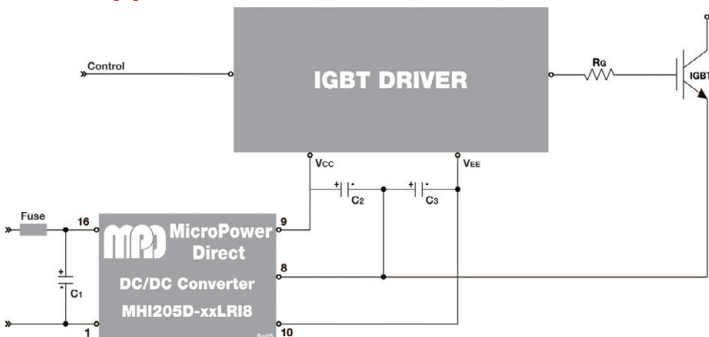 Control
IGBT DRIVER
RG
IGBT
VCC
VEE
C2
C3
Fuse
16
9
MPD MicroPower
Direct
8
DC/DC Converter
MHI205D-xxLRI8
C1
1
10